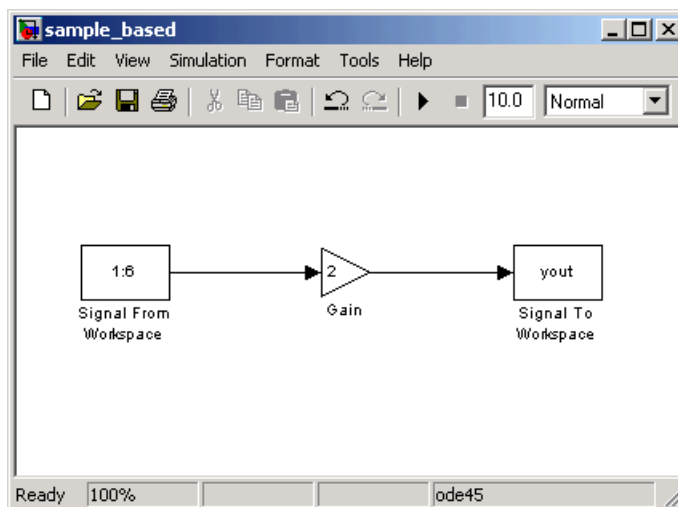 sample_based
File Edit View Simulation Format Tools Help
10.0 Normal
1:6
2
yout
Signal From
Workspace
Gain
Signal To
Workspace
Ready 100% ode45